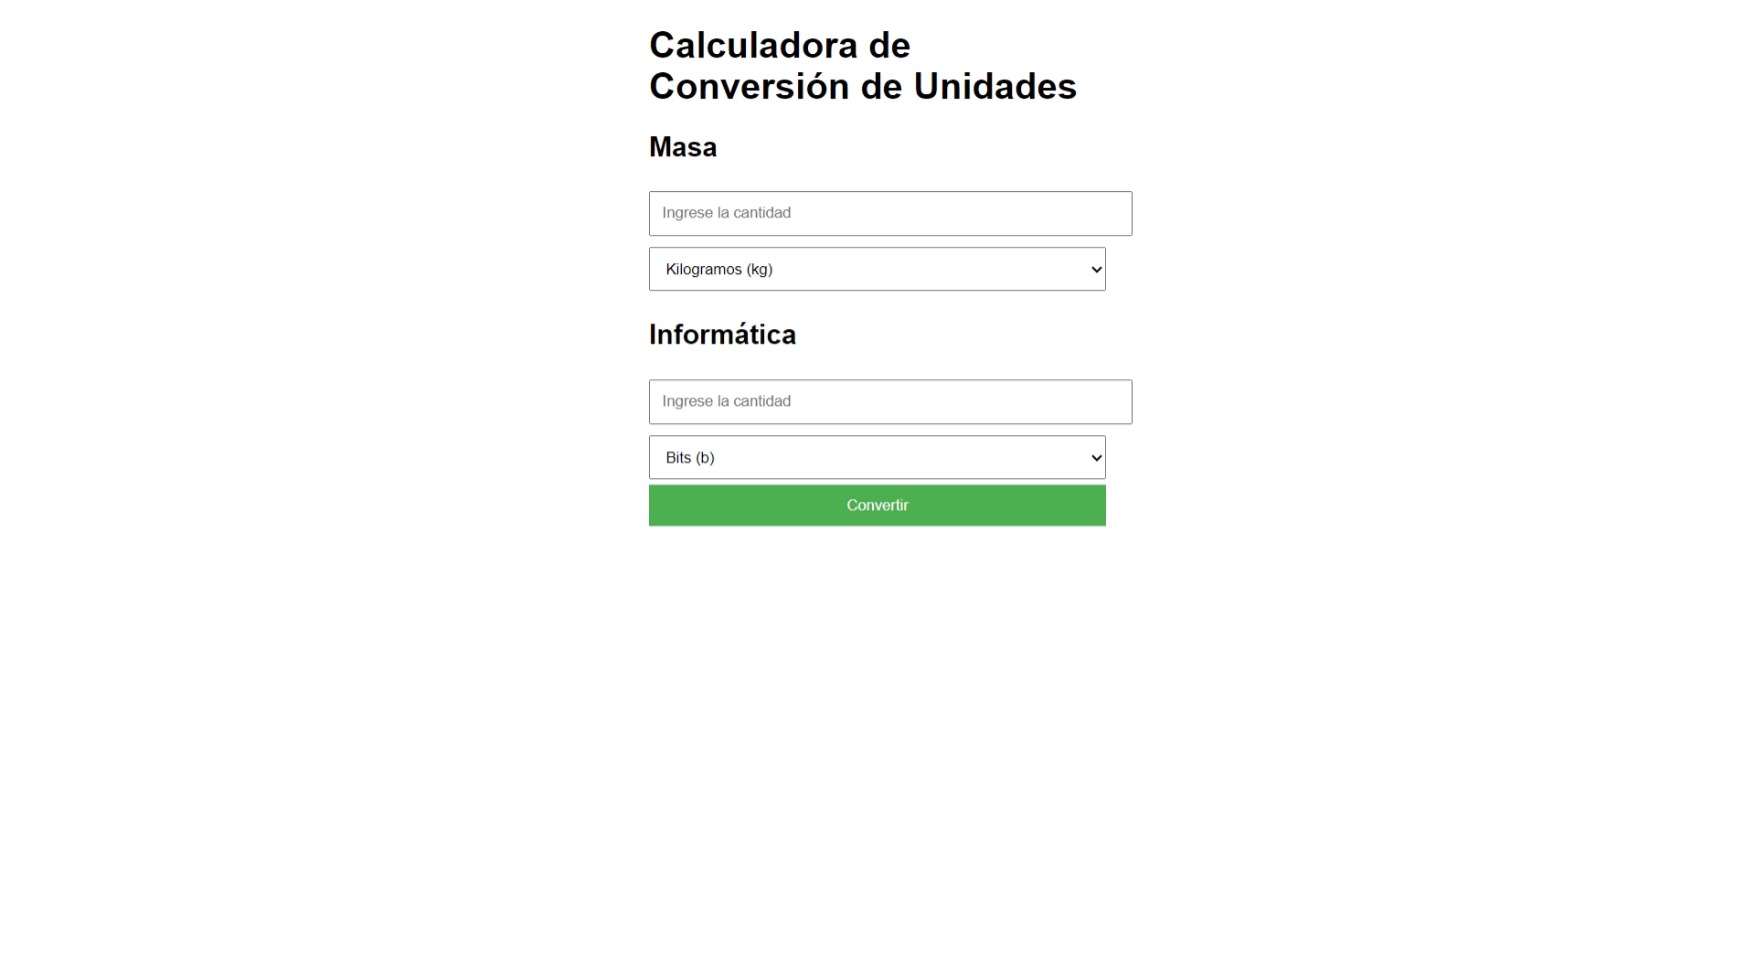 Calculadora de
Conversión de Unidades
Masa
Ingrese la cantidad
Kilogramos (kg)
Informática
Ingrese la cantidad
Bits (b)
Convertir